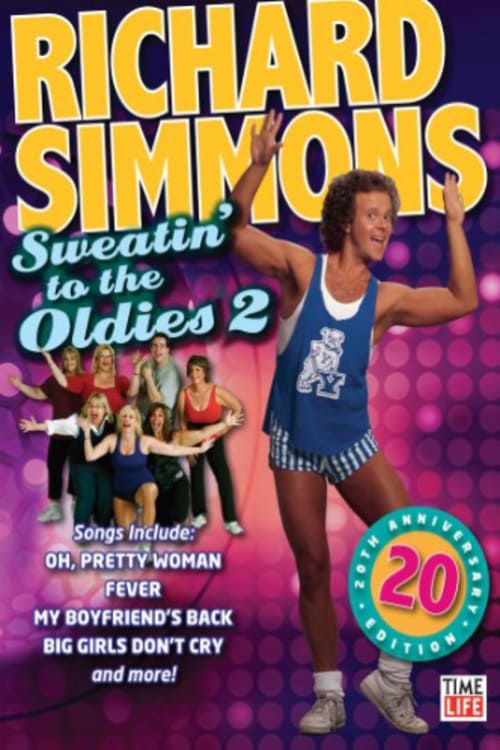 RICHARD
SIMMONS
Sweatin'
to the
Oldies 2
Songs Include:
OH, PRETTY WOMAN
FEVER
MY BOYFRIEND'S BACK
BIG GIRLS DON'T CRY
and more!
Y
20TH ANNIVERSARY
20
EDITION
TIME
LIFE